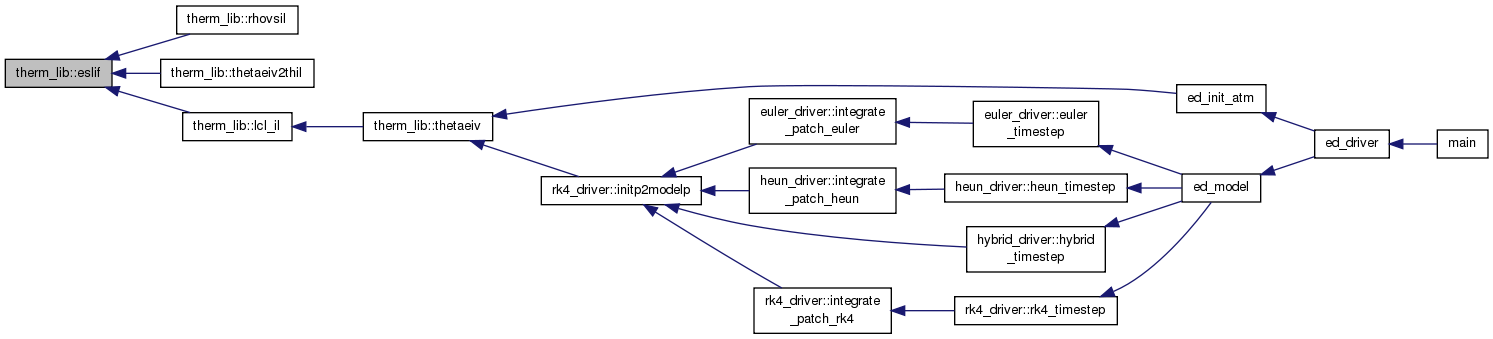 therm_lib::rhovsil
therm_lib::eslif
therm_lib::thetaeiv2thil
therm_lib::lcl_il
therm_lib::thetaeiv
ed_init_atm
euler_driver::integrate
_patch_euler
euler_driver::euler
_timestep
ed_driver
main
rk4_driver::initp2modelp
heun_driver::integrate
_patch_heun
heun_driver::heun_timestep
ed_model
hybrid_driver::hybrid
_timestep
rk4_driver::integrate
_patch_rk4
rk4_driver::rk4_timestep